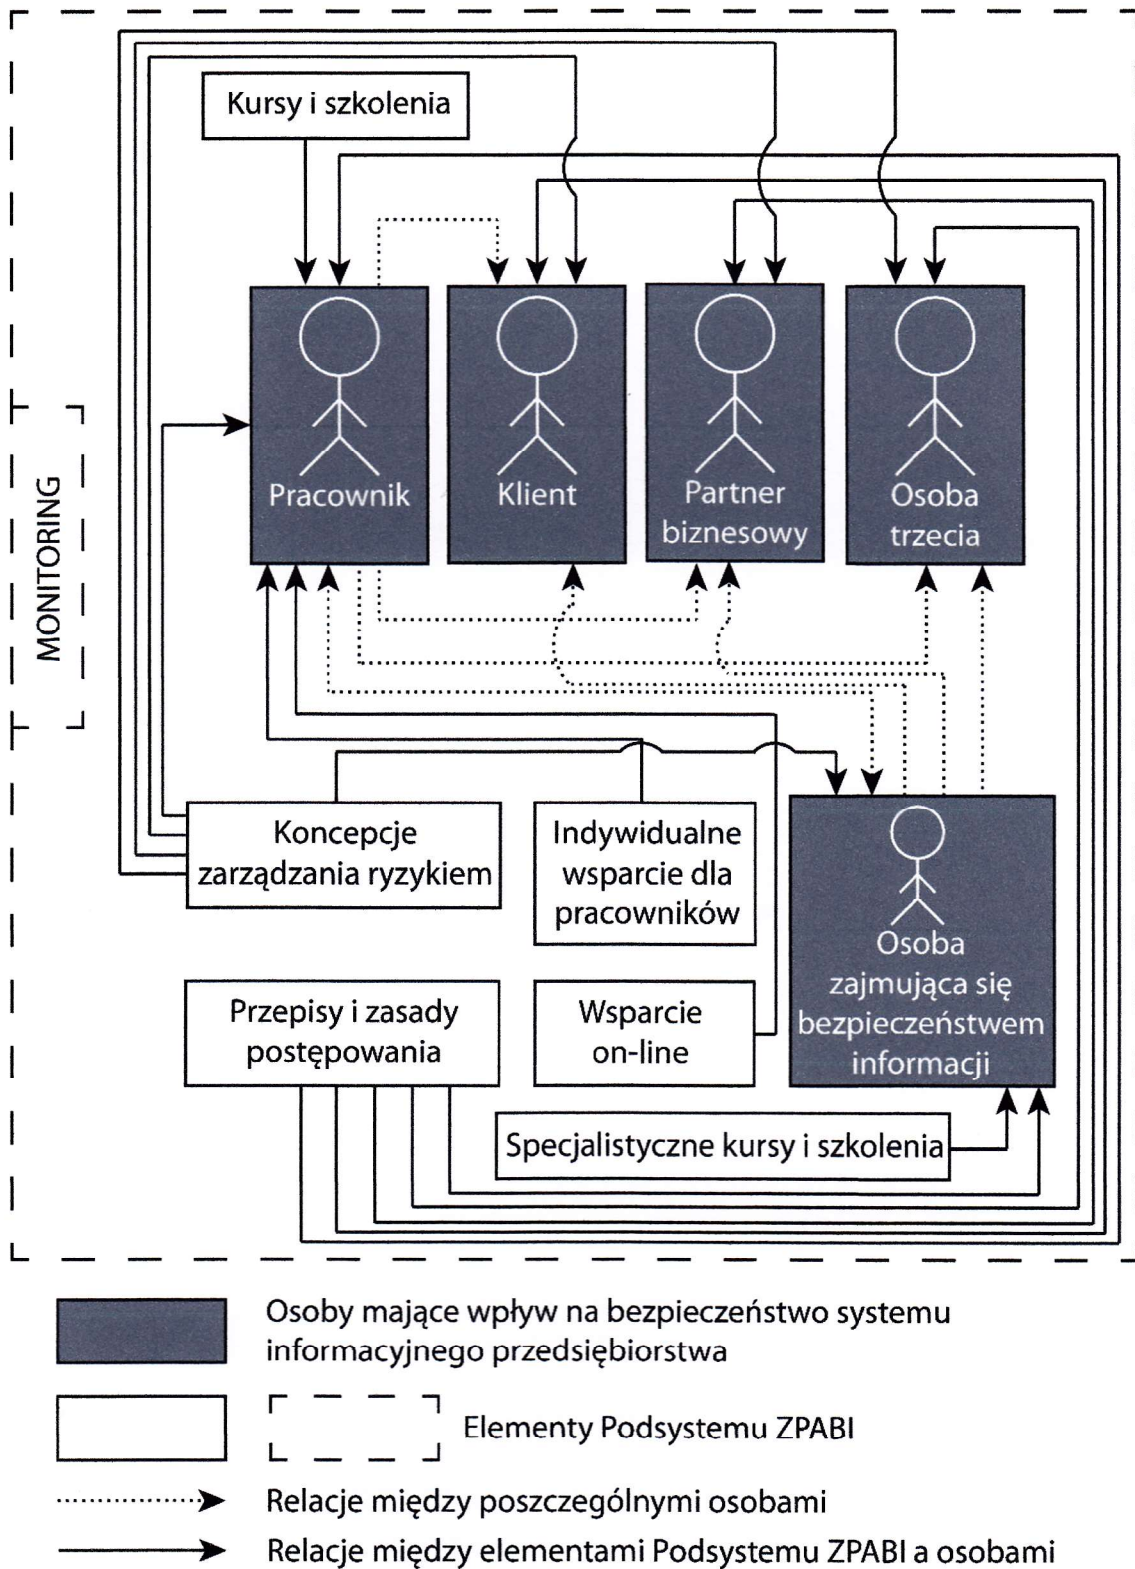 Kursy i szkolenia
Pracownik
Klient
Partner
biznesowy
Osoba
trzecia
MONITORING
Koncepcje
zarządzania ryzykiem
Indywidualne
wsparcie dla
pracowników
Osoba
zajmująca się
bezpieczeństwem
informacji
Przepisy i zasady
postępowania
Wsparcie
on-line
Specjalistyczne kursy i szkolenia
Osoby mające wpływ na bezpieczeństwo systemu
informacyjnego przedsiębiorstwa
Elementy Podsystemu ZPABI
Relacje między poszczególnymi osobami
Relacje między elementami Podsystemu ZPABI a osobami